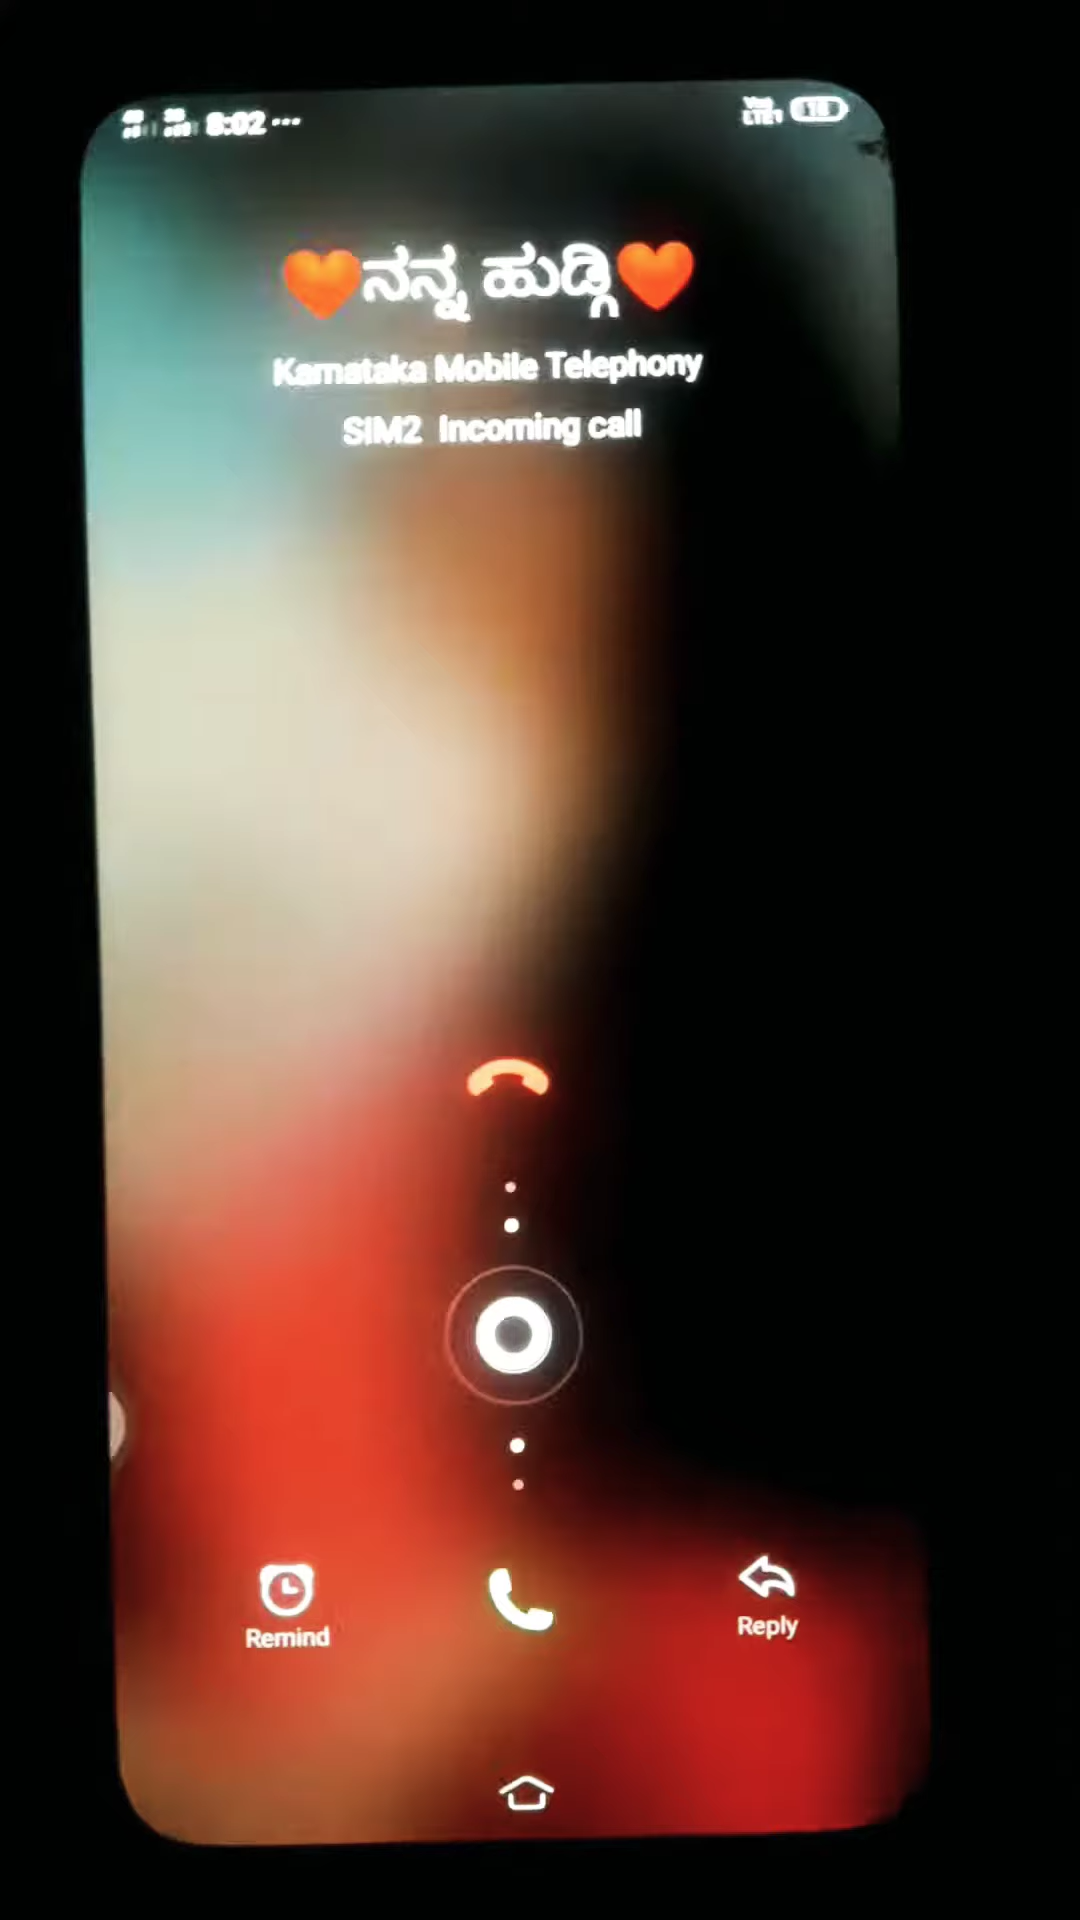 8:02 ...
❤️ನನ್ನ ಹುಡ್ಗಿ❤️
Karnataka Mobile Telephony
SIM2 Incoming call
Remind
Reply